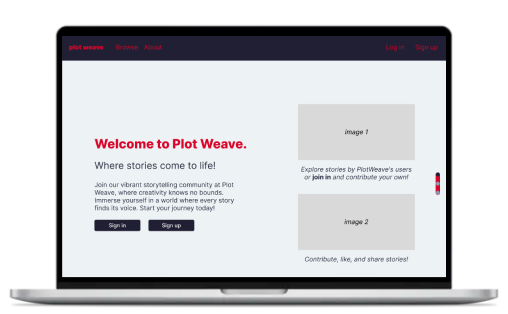 plot weave Browse About Log in Sign up
Welcome to Plot Weave.
Where stories come to life!
Join our vibrant storytelling community at Plot
Weave, where creativity knows no bounds.
Immerse yourself in a world where every story
finds its voice. Start your journey today!
Sign in Sign up
image 1
Explore stories by PlotWeave's users
or join in and contribute your own!
image 2
Contribute, like, and share stories!